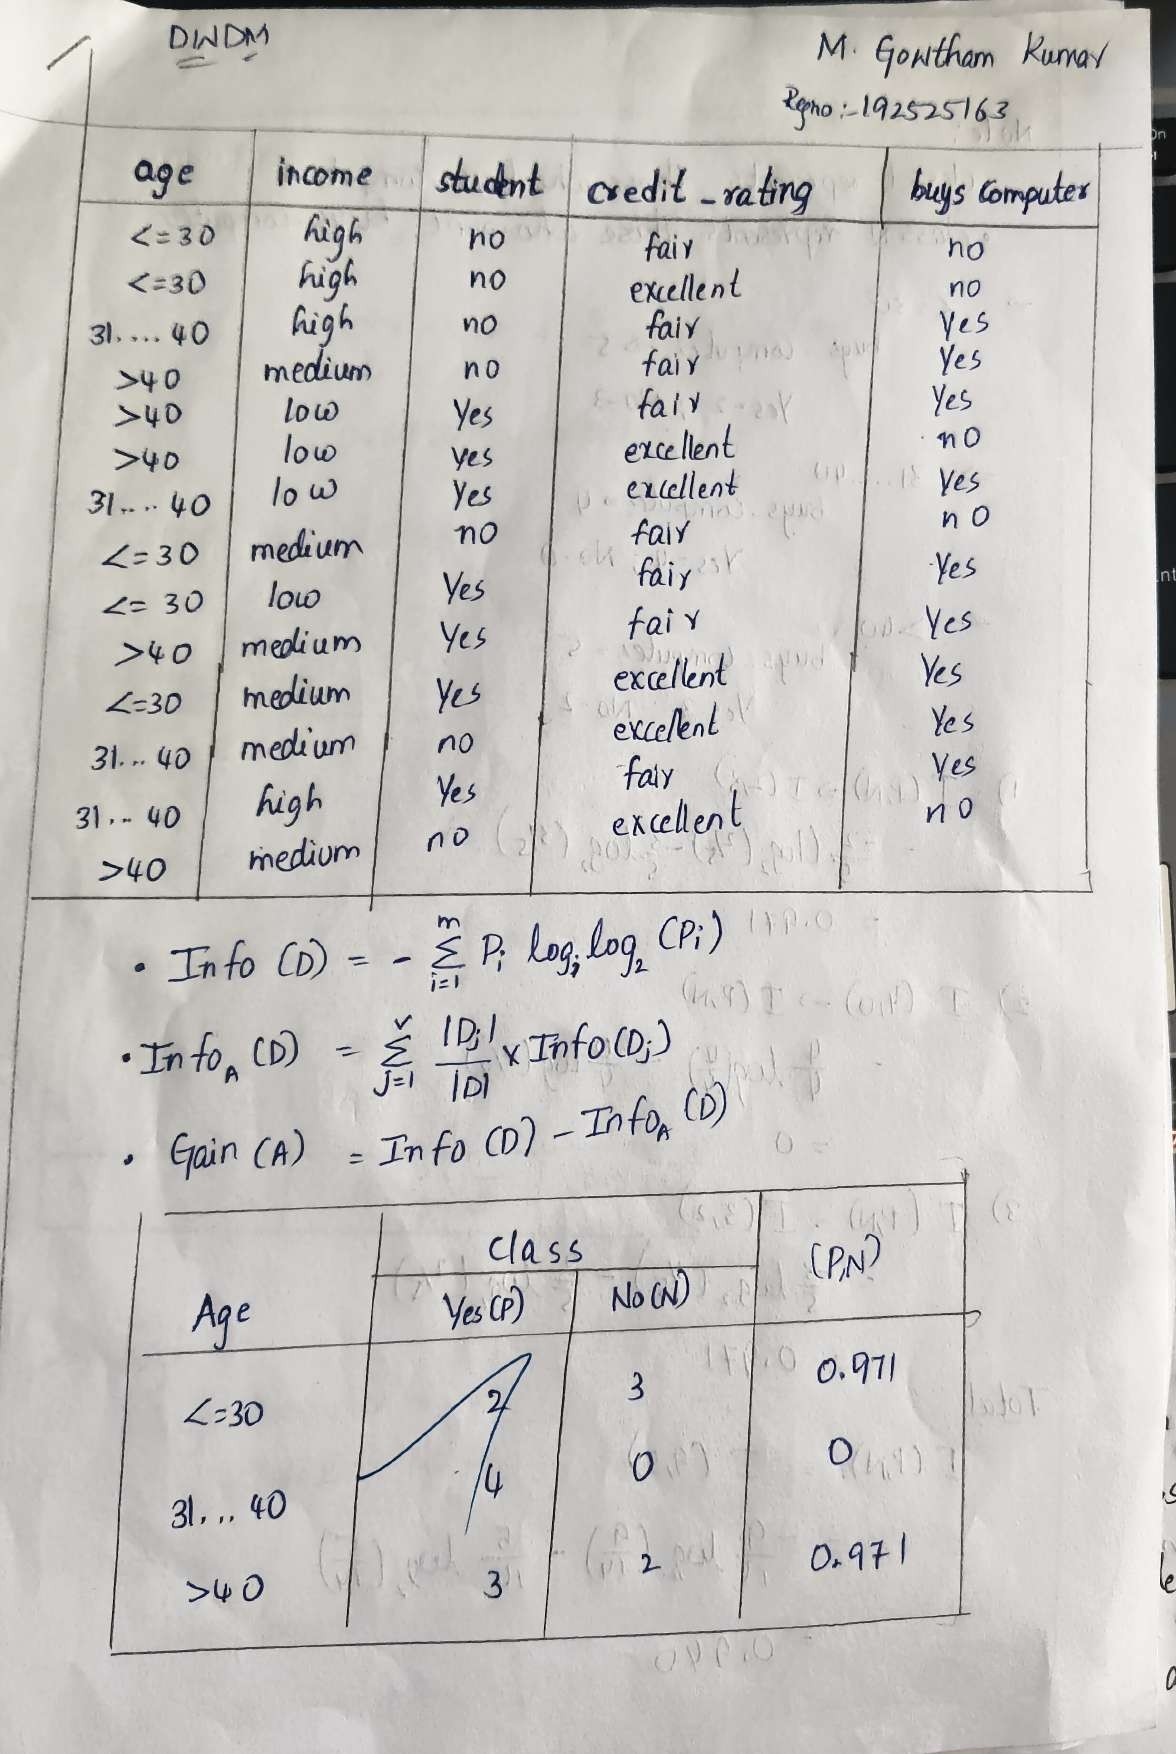 DWDM
M. Gowtham Kumar
Regno:-192525163
age income student credit_rating buys computer
<=30 high no fair no
<=30 high no excellent no
31.... 40 high no fair Yes
>40 medium no fair Yes
>40 low Yes fair Yes
>40 low yes excellent no
31.... 40 low Yes excellent Yes
<=30 medium no fair no
<= 30 low Yes fair Yes
>40 medium Yes fair Yes
<=30 medium Yes excellent Yes
31... 40 medium no excellent Yes
31... 40 high Yes fair Yes
>40 medium no excellent no
• Info (D) = - m Σ i=1 Pi log2 log2 (Pi)
• InfoA (D) = v Σ j=1 |Dj| / |D| x Info(Dj)
• Gain (A) = Info (D) - InfoA (D)
Age Class (P,N)
Yes (P) No (N)
<=30 2 3 0.971
31... 40 4 0 0
>40 3 2 0.971